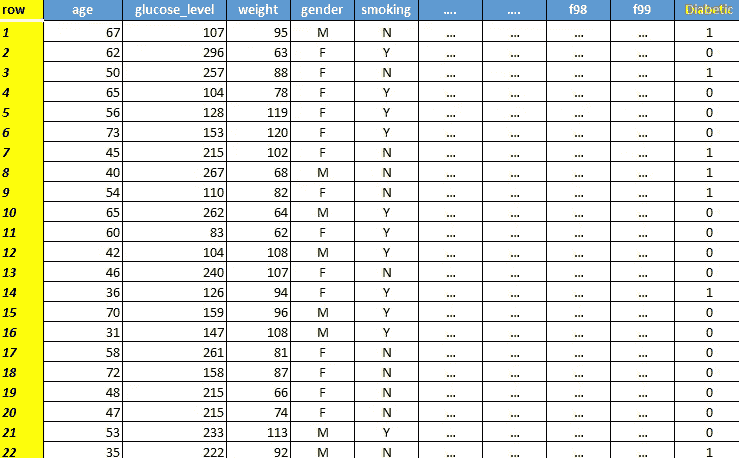 row age glucose_level weight gender smoking .... .... f98 f99 Diabetic
1 67 107 95 M N ... ... ... ... 1
2 62 296 63 F Y ... ... ... ... 0
3 50 257 88 F N ... ... ... ... 1
4 65 104 78 F Y ... ... ... ... 0
5 56 128 119 F Y ... ... ... ... 0
6 73 153 120 F Y ... ... ... ... 0
7 45 215 102 F N ... ... ... ... 1
8 40 267 68 M N ... ... ... ... 1
9 54 110 82 F N ... ... ... ... 1
10 65 262 64 M Y ... ... ... ... 0
11 60 83 62 F Y ... ... ... ... 0
12 42 104 108 M Y ... ... ... ... 0
13 46 240 107 F N ... ... ... ... 0
14 36 126 94 F Y ... ... ... ... 1
15 70 159 96 M Y ... ... ... ... 0
16 31 147 108 M Y ... ... ... ... 0
17 58 261 81 F N ... ... ... ... 0
18 72 158 87 F N ... ... ... ... 0
19 48 215 66 F N ... ... ... ... 0
20 47 215 74 F N ... ... ... ... 0
21 53 233 113 M Y ... ... ... ... 0
22 35 222 92 M N ... ... ... ... 1